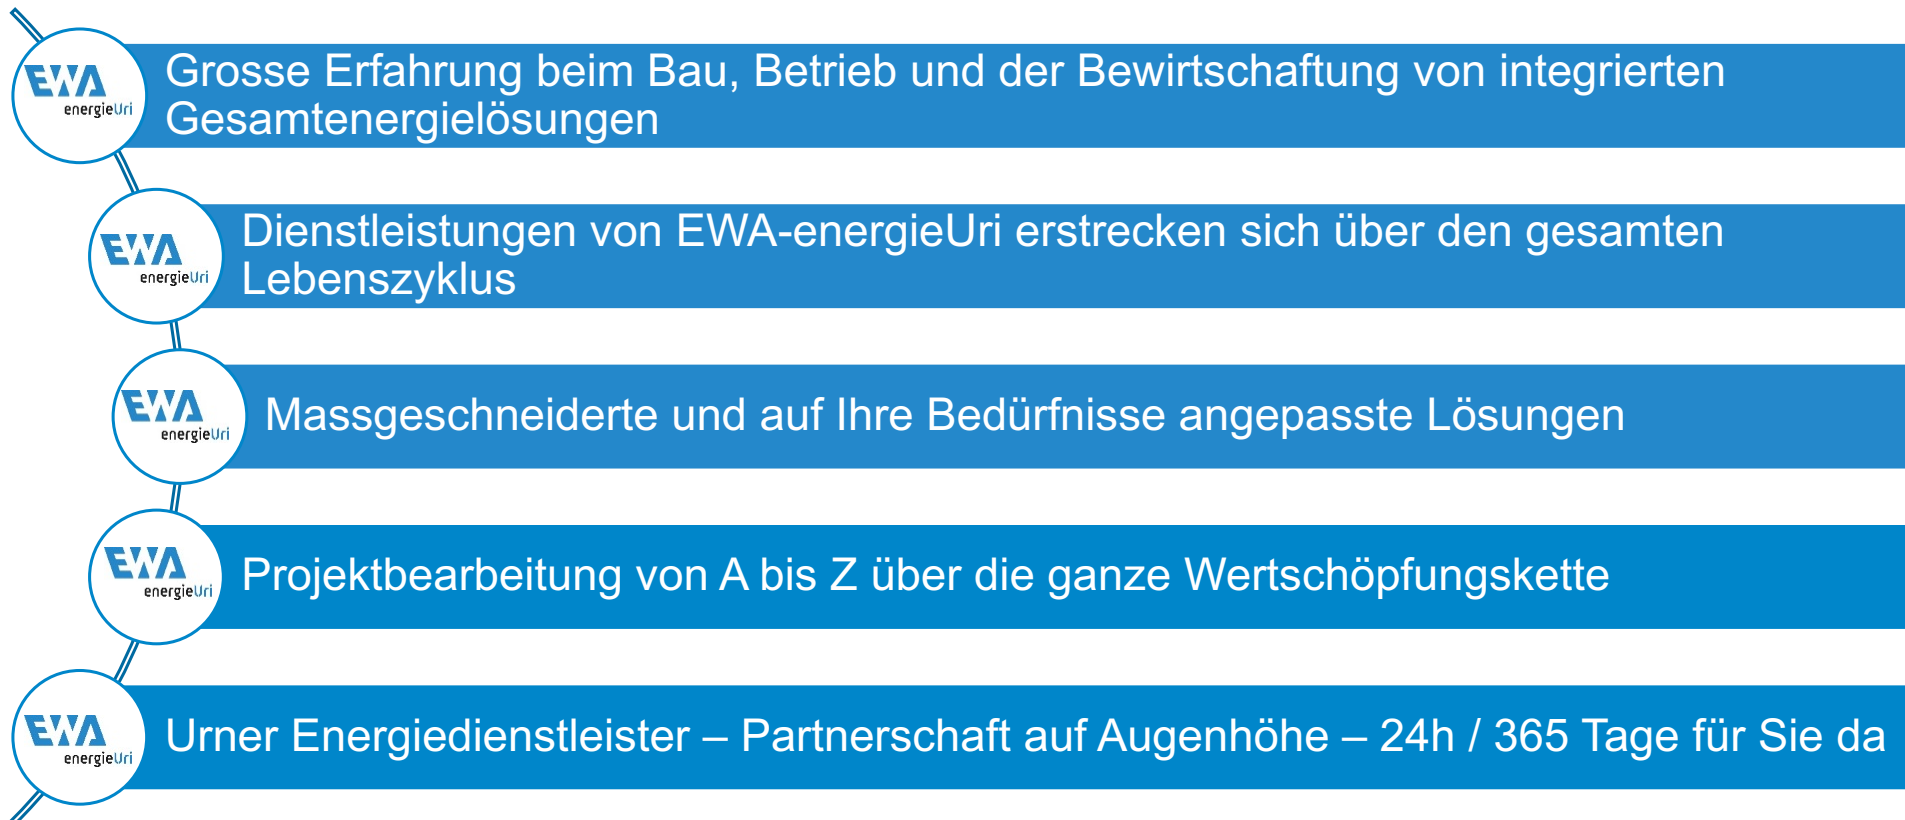 EWA
energieUri
Grosse Erfahrung beim Bau, Betrieb und der Bewirtschaftung von integrierten
Gesamtenergielösungen
EWA
energieUri
Dienstleistungen von EWA-energieUri erstrecken sich über den gesamten
Lebenszyklus
EWA
energieUri
Massgeschneiderte und auf Ihre Bedürfnisse angepasste Lösungen
EWA
energieUri
Projektbearbeitung von A bis Z über die ganze Wertschöpfungskette
EWA
energieUri
Urner Energiedienstleister – Partnerschaft auf Augenhöhe – 24h / 365 Tage für Sie da